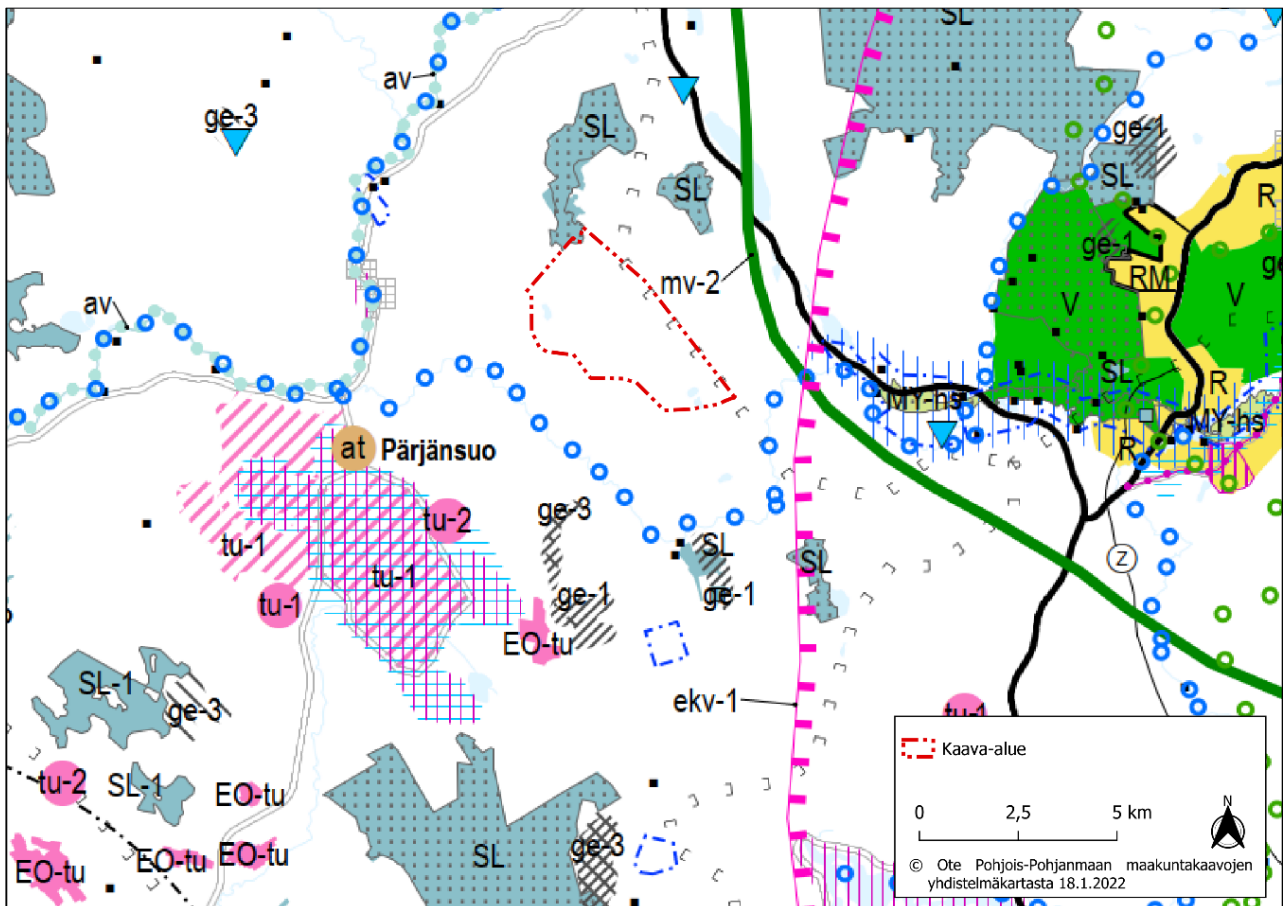 SL
av
ge-3
SL
ge-1
SL
SL
R
ge-1
ge
mv-2
RM
V
V
av
SL
R
MY-hs
MY-hs
R
at Pärjänsuo
ge-3
tu-2
tu-1
SL
SL
Z
tu-1
ge-1
ge-1
tu-1
EO-tu
SL-1
ge-3
ekv-1
tu-1
tu-2
SL-1
EO-tu
SL
ge-3
EO-tu
EO-tu
EO-tu
Kaava-alue
0 2,5 5 km
N
© Ote Pohjois-Pohjanmaan maakuntakaavojen
yhdistelmäkartasta 18.1.2022